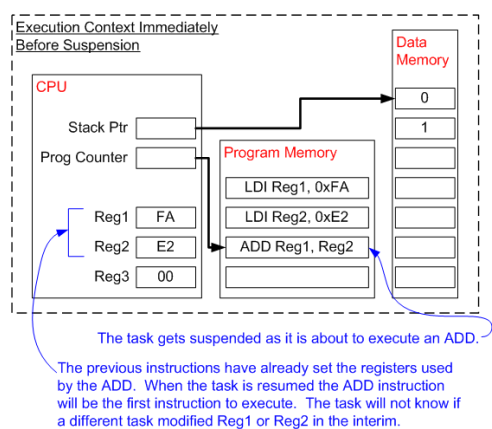 Execution Context Immediately
Before Suspension
Data
Memory
CPU
0
Stack Ptr
1
Prog Counter
Program Memory
LDI Reg1, 0xFA
Reg1 FA
LDI Reg2, 0xE2
Reg2 E2
ADD Reg1, Reg2
Reg3 00
The task gets suspended as it is about to execute an ADD.
The previous instructions have already set the registers used
by the ADD. When the task is resumed the ADD instruction
will be the first instruction to execute. The task will not know if
a different task modified Reg1 or Reg2 in the interim.